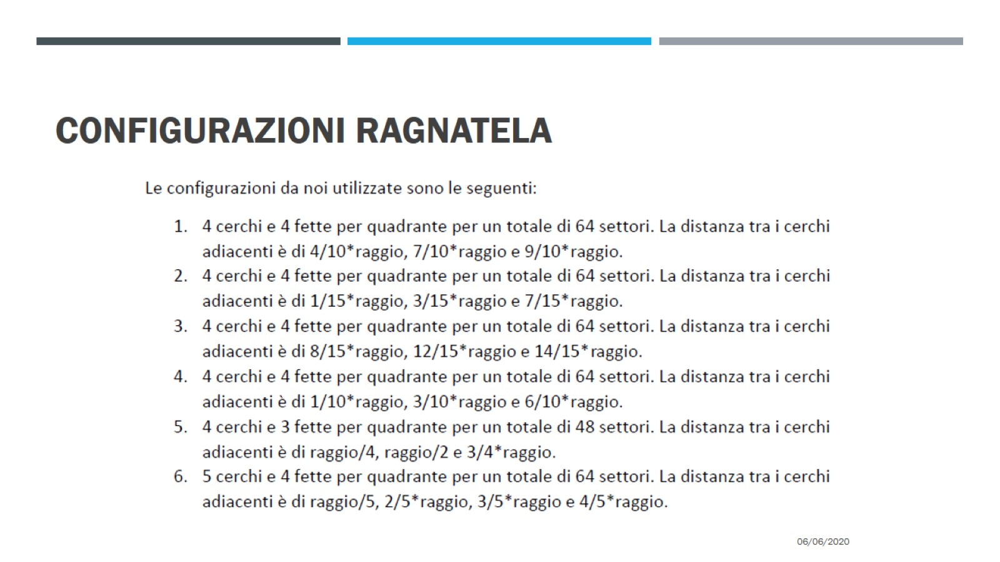 CONFIGURAZIONI RAGNATELA
Le configurazioni da noi utilizzate sono le seguenti:
1. 4 cerchi e 4 fette per quadrante per un totale di 64 settori. La distanza tra i cerchi
adiacenti è di 4/10*raggio, 7/10*raggio e 9/10*raggio.
2. 4 cerchi e 4 fette per quadrante per un totale di 64 settori. La distanza tra i cerchi
adiacenti è di 1/15*raggio, 3/15*raggio e 7/15*raggio.
3. 4 cerchi e 4 fette per quadrante per un totale di 64 settori. La distanza tra i cerchi
adiacenti è di 8/15*raggio, 12/15*raggio e 14/15*raggio.
4. 4 cerchi e 4 fette per quadrante per un totale di 64 settori. La distanza tra i cerchi
adiacenti è di 1/10*raggio, 3/10*raggio e 6/10*raggio.
5. 4 cerchi e 3 fette per quadrante per un totale di 48 settori. La distanza tra i cerchi
adiacenti è di raggio/4, raggio/2 e 3/4*raggio.
6. 5 cerchi e 4 fette per quadrante per un totale di 64 settori. La distanza tra i cerchi
adiacenti è di raggio/5, 2/5*raggio, 3/5*raggio e 4/5*raggio.
06/06/2020